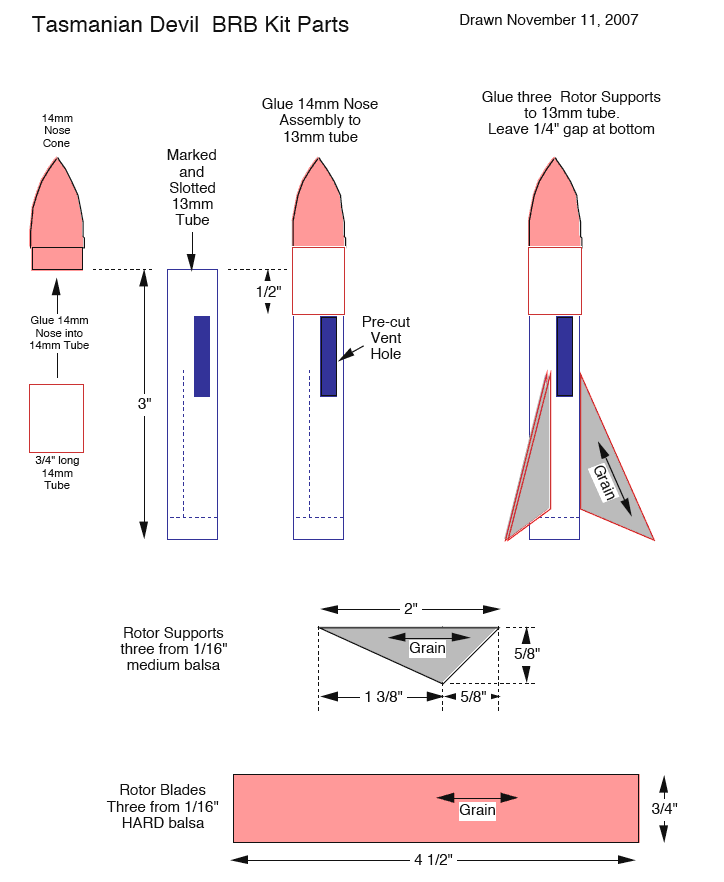 Tasmanian Devil  BRB Kit Parts
Drawn November 11, 2007
14mm
Nose
Cone
Marked
and
Slotted
13mm
Tube
Glue 14mm Nose
Assembly to
13mm tube
Glue three  Rotor Supports
to 13mm tube.
Leave 1/4" gap at bottom
Glue 14mm
Nose into
14mm Tube
3/4" long
14mm
Tube
3"
1/2"
Pre-cut
Vent
Hole
Grain
Rotor Supports
three from 1/16"
medium balsa
2"
Grain
5/8"
1 3/8"
5/8"
Rotor Blades
Three from 1/16"
HARD balsa
Grain
3/4"
4 1/2"